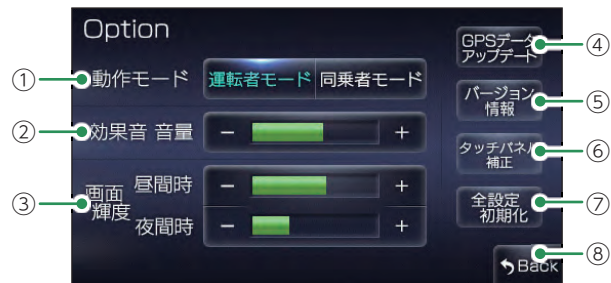 Option
① 動作モード 運転者モード 同乗者モード
② 効果音 音量 − +
③ 画面輝度 昼間時 − +
夜間時 − +
④ GPSデータ
アップデート
⑤ バージョン
情報
⑥ タッチパネル
補正
⑦ 全設定
初期化
⑧ Back